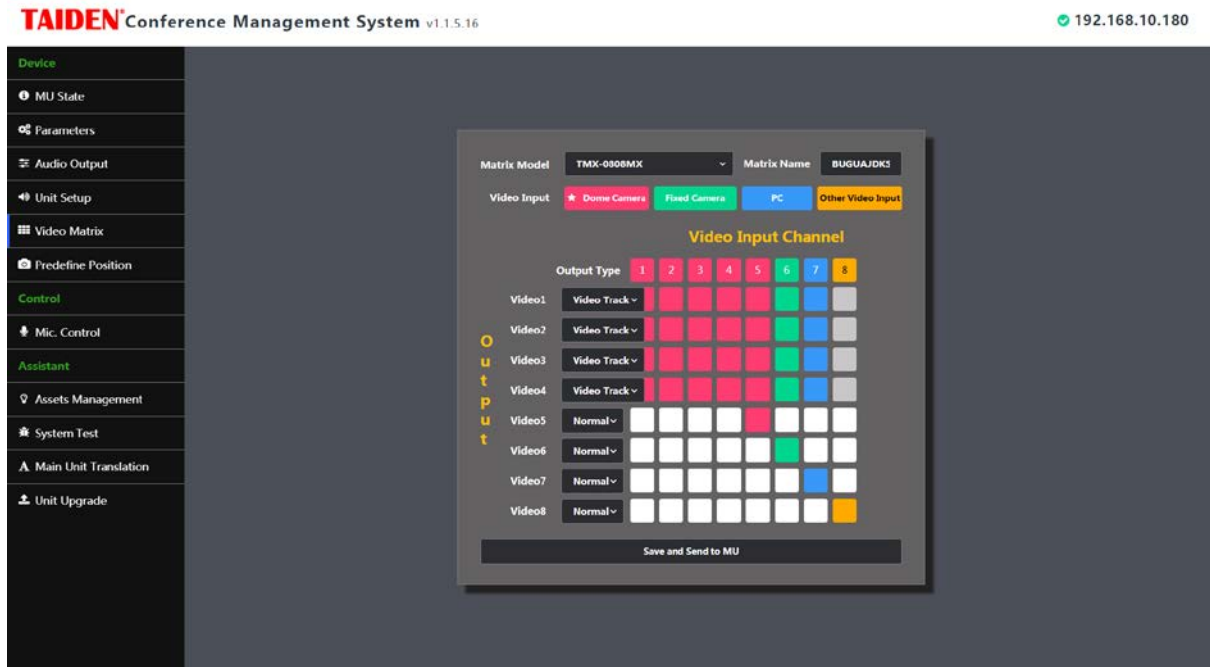 TAIDEN® Conference Management System v1.1.5.16
192.168.10.180
Device
MU State
Parameters
Audio Output
Unit Setup
Video Matrix
Predefine Position
Control
Mic. Control
Assistant
Assets Management
System Test
Main Unit Translation
Unit Upgrade
Matrix Model TMX-0808MX Matrix Name BUGUAJDK5
Video Input Dome Camera Fixed Camera PC Other Video Input
Video Input Channel
Output Type 1 2 3 4 5 6 7 8
Output
Video1 Video Track
Video2 Video Track
Video3 Video Track
Video4 Video Track
Video5 Normal
Video6 Normal
Video7 Normal
Video8 Normal
Save and Send to MU